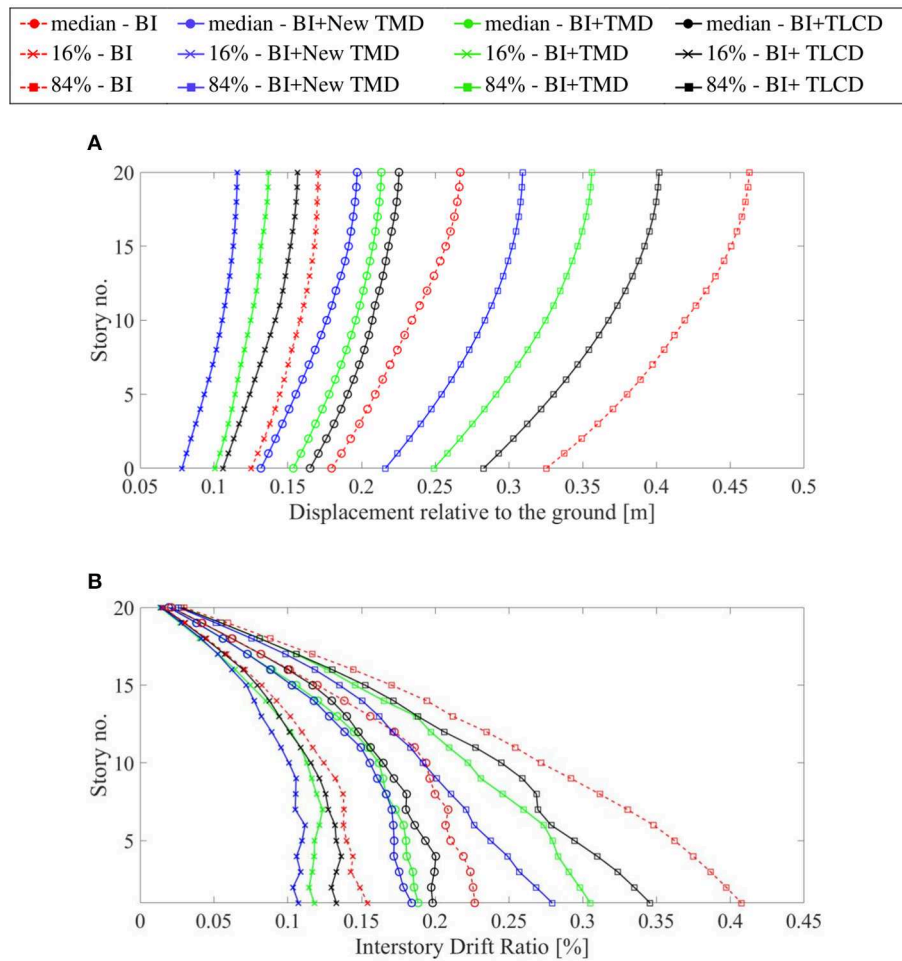 median - BI median - BI+New TMD median - BI+TMD median - BI+TLCD
16% - BI 16% - BI+New TMD 16% - BI+TMD 16% - BI+ TLCD
84% - BI 84% - BI+New TMD 84% - BI+TMD 84% - BI+ TLCD
A
20
15
10
5
0
Story no.
0.05 0.1 0.15 0.2 0.25 0.3 0.35 0.4 0.45 0.5
Displacement relative to the ground [m]
B
20
15
10
5
Story no.
0 0.05 0.1 0.15 0.2 0.25 0.3 0.35 0.4 0.45
Interstory Drift Ratio [%]